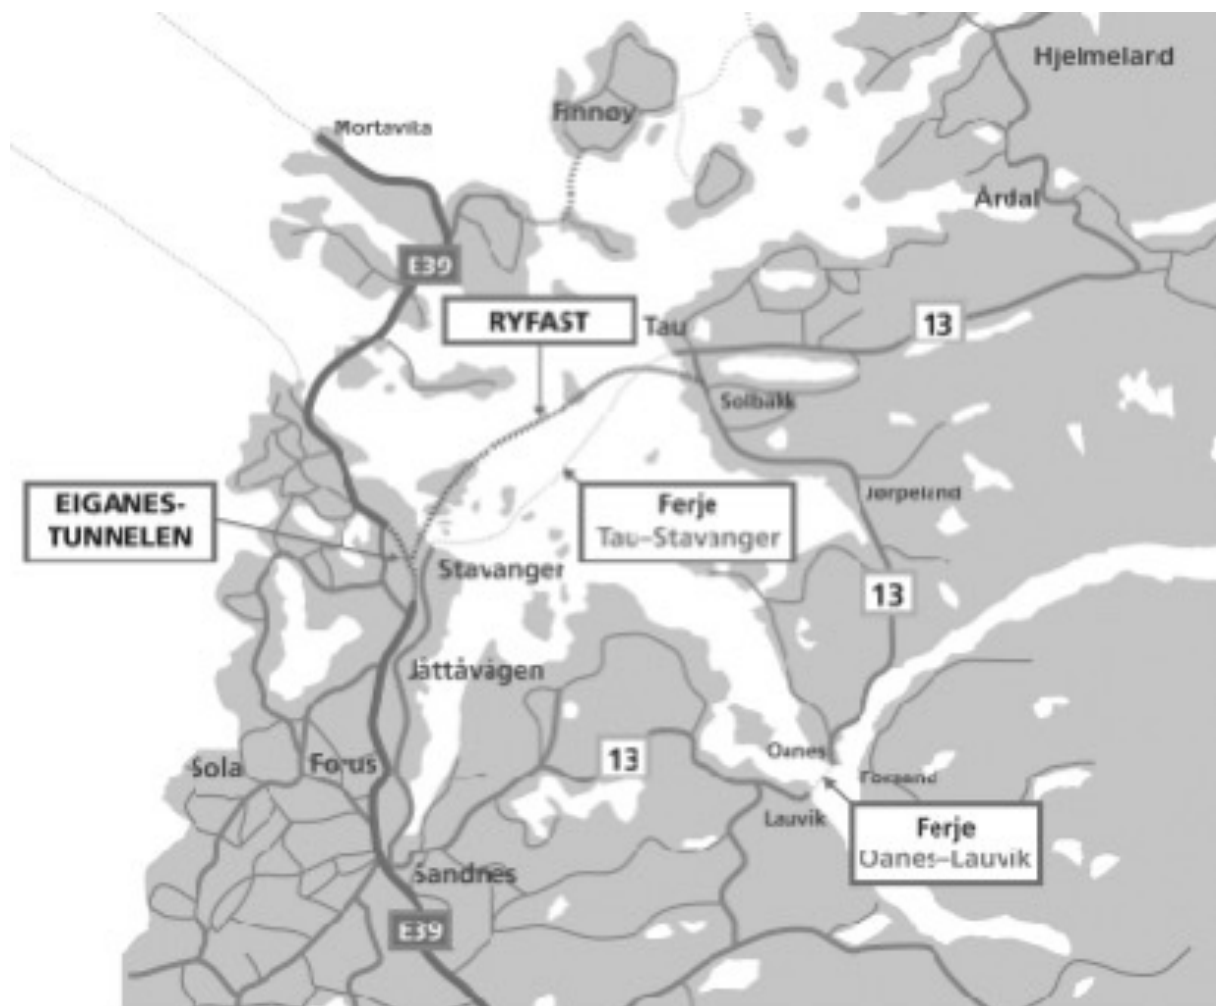 Hjelmeland
Finnøy
Mortavika
Årdal
E39
RYFAST
Tau
13
Solbakk
EIGANES-
TUNNELEN
Ferje
Tau–Stavanger
Jørpeland
Stavanger
13
Jåttåvågen
Sola
Forus
13
Oanes
Forsand
Lauvik
Ferje
Oanes–Lauvik
Sandnes
E39